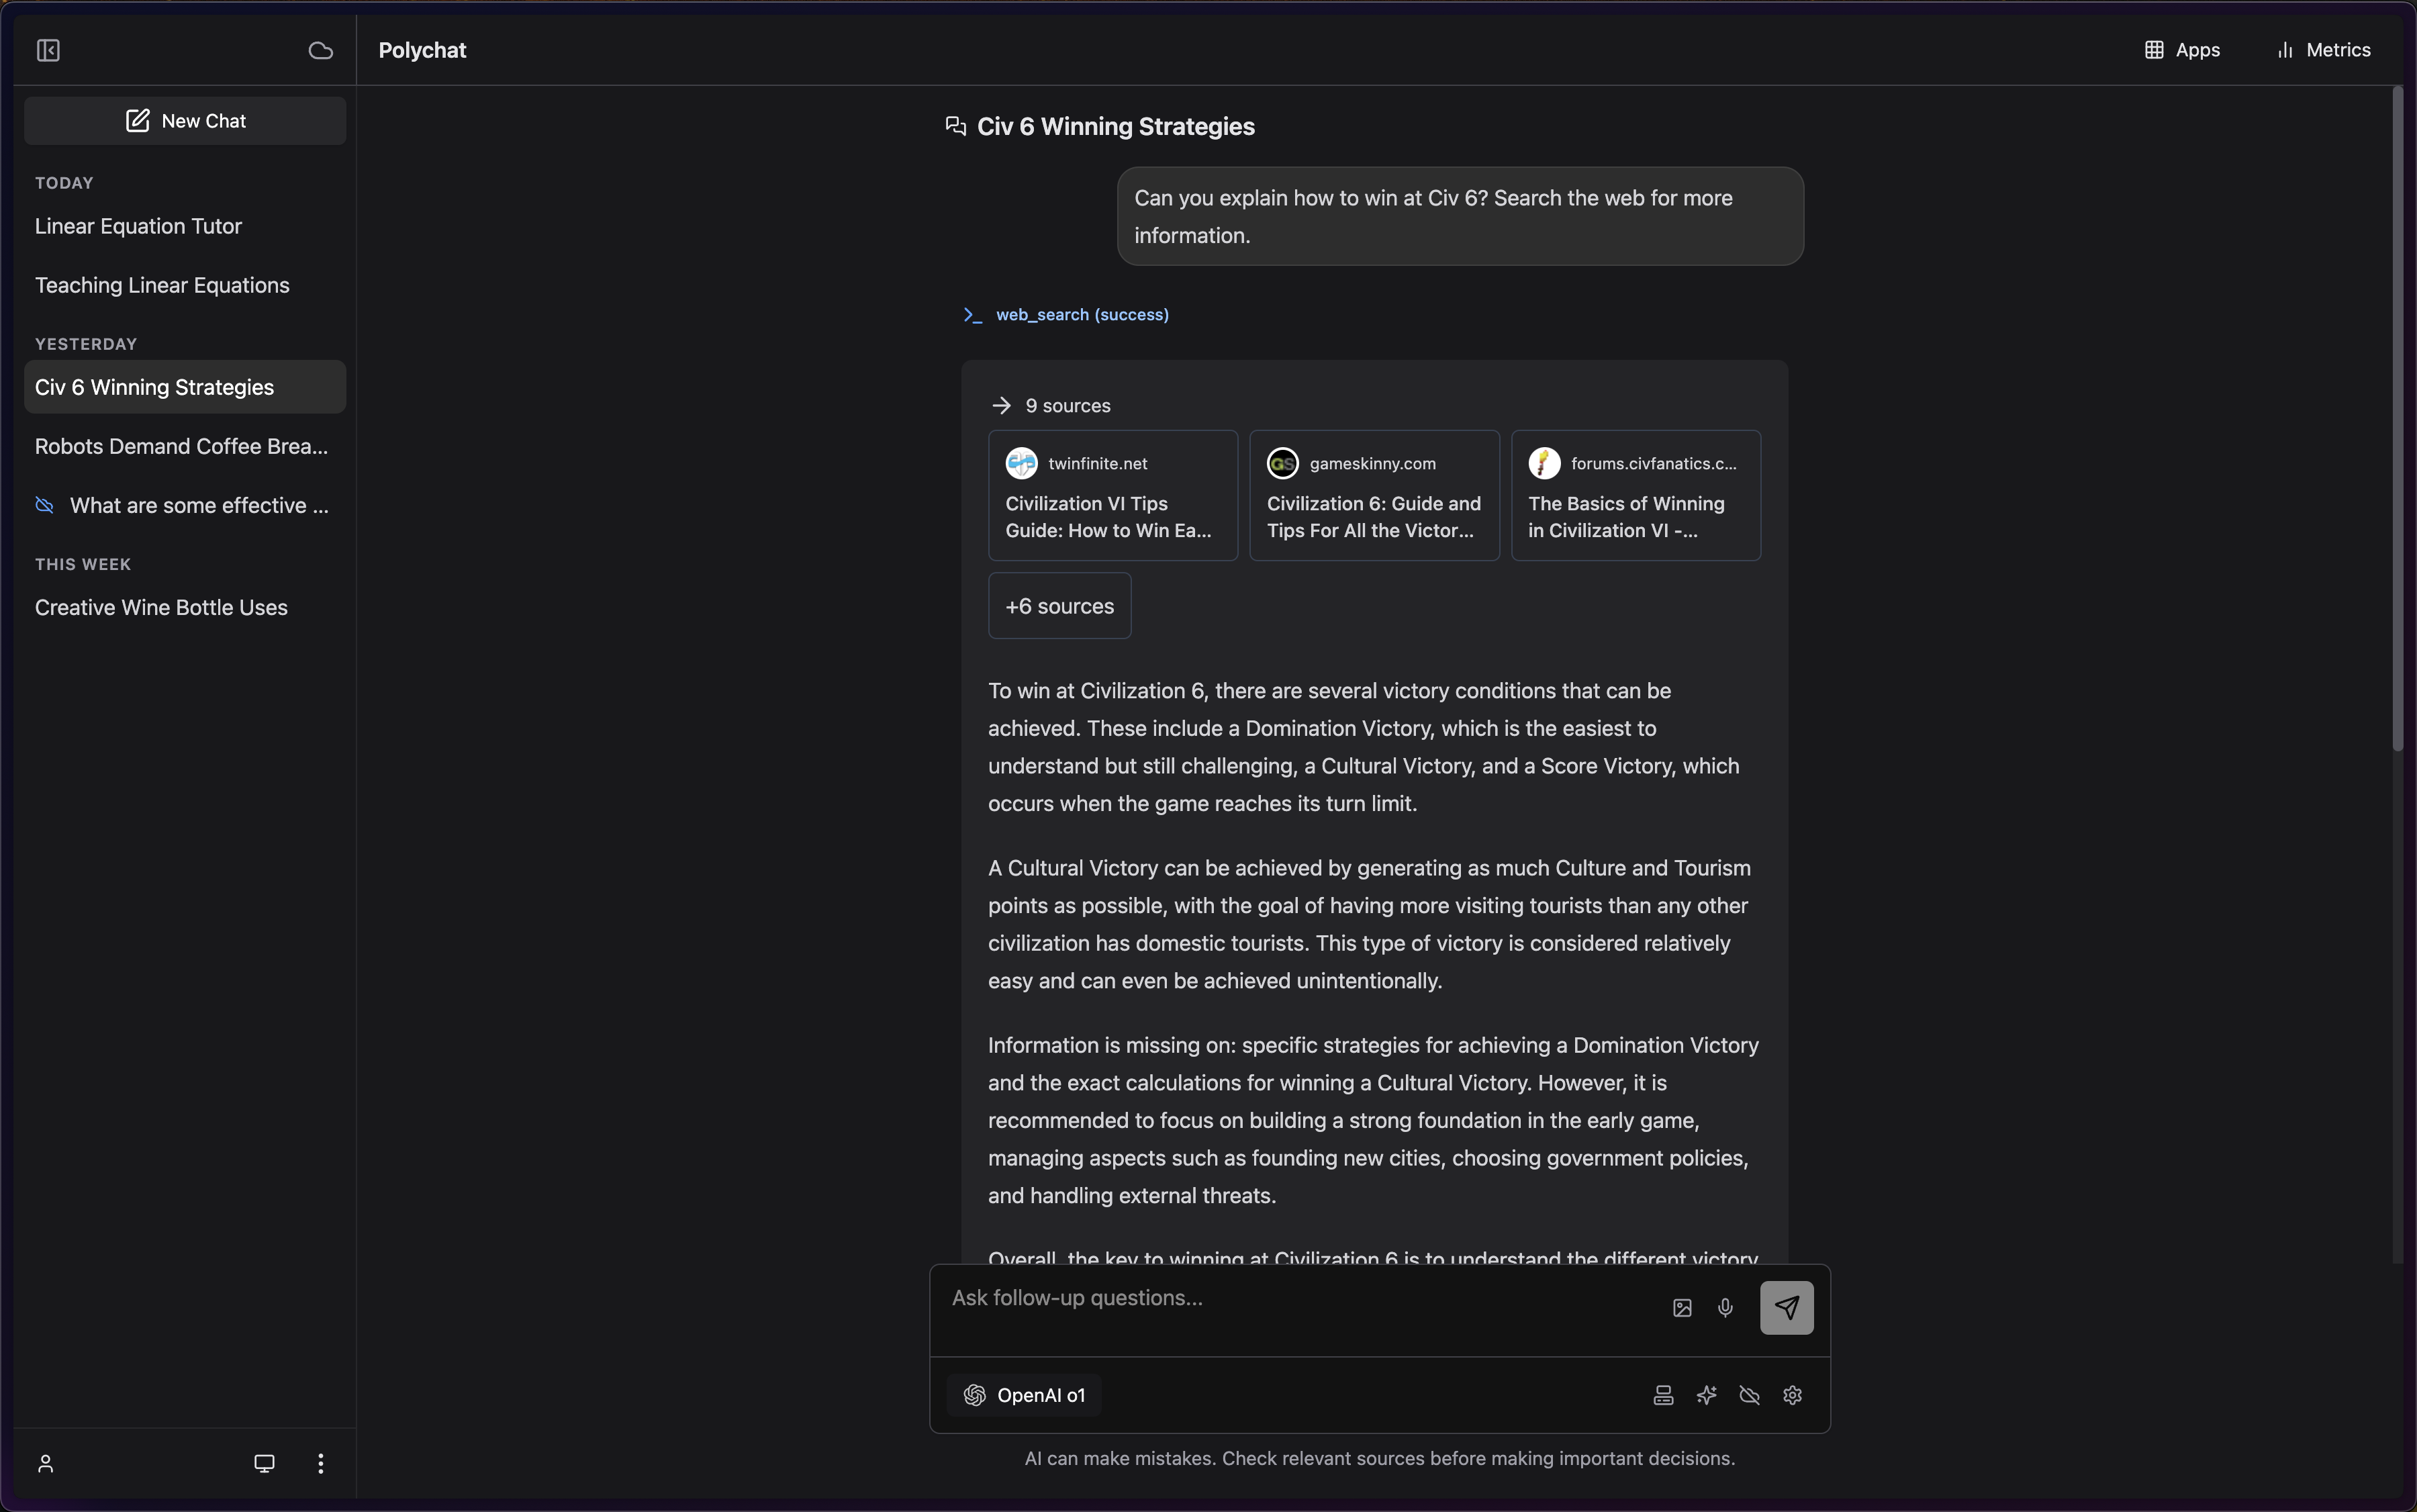 Polychat
Apps
Metrics
New Chat
TODAY
Linear Equation Tutor
Teaching Linear Equations
YESTERDAY
Civ 6 Winning Strategies
Robots Demand Coffee Brea...
What are some effective ...
THIS WEEK
Creative Wine Bottle Uses
Civ 6 Winning Strategies
Can you explain how to win at Civ 6? Search the web for more
information.
web_search (success)
9 sources
twinfinite.net
Civilization VI Tips
Guide: How to Win Ea...
gameskinny.com
Civilization 6: Guide and
Tips For All the Victor...
forums.civfanatics.c...
The Basics of Winning
in Civilization VI -...
+6 sources
To win at Civilization 6, there are several victory conditions that can be
achieved. These include a Domination Victory, which is the easiest to
understand but still challenging, a Cultural Victory, and a Score Victory, which
occurs when the game reaches its turn limit.
A Cultural Victory can be achieved by generating as much Culture and Tourism
points as possible, with the goal of having more visiting tourists than any other
civilization has domestic tourists. This type of victory is considered relatively
easy and can even be achieved unintentionally.
Information is missing on: specific strategies for achieving a Domination Victory
and the exact calculations for winning a Cultural Victory. However, it is
recommended to focus on building a strong foundation in the early game,
managing aspects such as founding new cities, choosing government policies,
and handling external threats.
Overall, the key to winning at Civilization 6 is to understand the different victory
Ask follow-up questions...
OpenAI o1
AI can make mistakes. Check relevant sources before making important decisions.